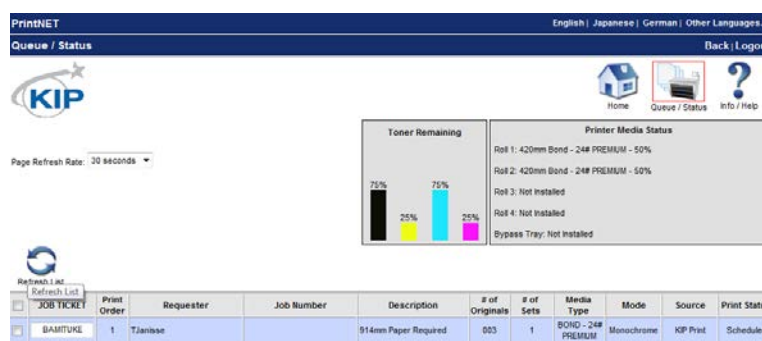 PrintNET
English | Japanese | German | Other Languages.
Queue / Status
Back | Logo
KIP
Home
Queue / Status
Info / Help
Page Refresh Rate: 30 seconds
Toner Remaining
75%
25%
75%
25%
Printer Media Status
Roll 1: 420mm Bond - 24# PREMIUM - 50%
Roll 2: 420mm Bond - 24# PREMIUM - 50%
Roll 3: Not Installed
Roll 4: Not Installed
Bypass Tray: Not Installed
Refresh List
Refresh List
JOB TICKET
Print Order
Requester
Job Number
Description
# of Originals
# of Sets
Media Type
Mode
Source
Print Stat
BAMITUKE
1
TJanisse
914mm Paper Required
003
1
BOND - 24# PREMIUM
Monochrome
KIP Print
Schedule